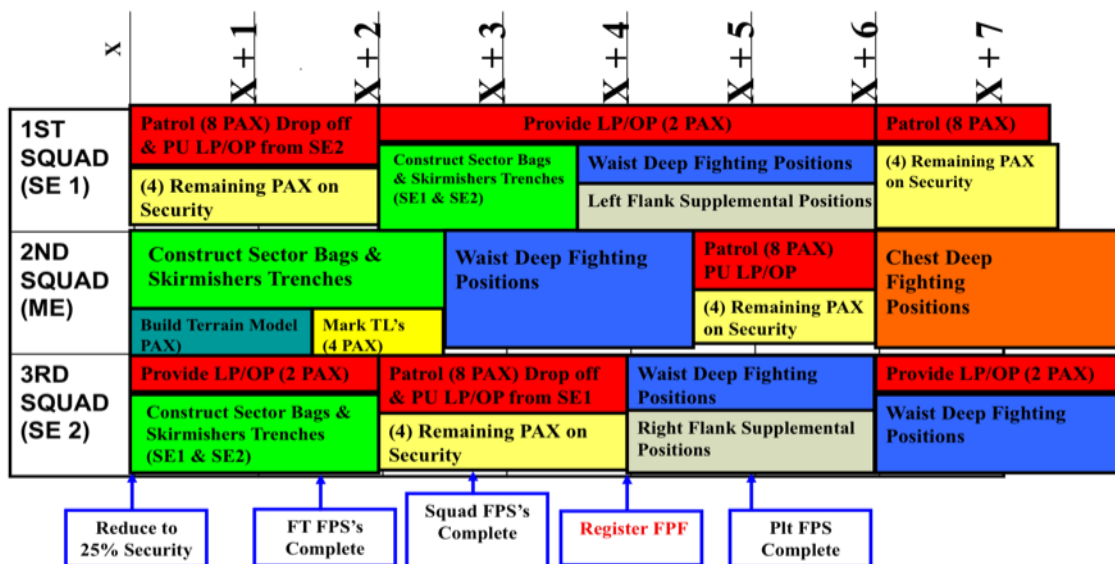 X
X + 1
X + 2
X + 3
X + 4
X + 5
X + 6
X + 7
1ST
SQUAD
(SE 1)
Patrol (8 PAX) Drop off
& PU LP/OP from SE2
(4) Remaining PAX on
Security
Provide LP/OP (2 PAX)
Construct Sector Bags
& Skirmishers Trenches
(SE1 & SE2)
Waist Deep Fighting Positions
Left Flank Supplemental Positions
Patrol (8 PAX)
(4) Remaining PAX
on Security
2ND
SQUAD
(ME)
Construct Sector Bags &
Skirmishers Trenches
Build Terrain Model
PAX)
Mark TL's
(4 PAX)
Waist Deep Fighting
Positions
Patrol (8 PAX)
PU LP/OP
(4) Remaining PAX
on Security
Chest Deep
Fighting
Positions
3RD
SQUAD
(SE 2)
Provide LP/OP (2 PAX)
Construct Sector Bags &
Skirmishers Trenches
(SE1 & SE2)
Patrol (8 PAX) Drop off
& PU LP/OP from SE1
(4) Remaining PAX on
Security
Waist Deep Fighting
Positions
Right Flank Supplemental
Positions
Provide LP/OP (2 PAX)
Waist Deep Fighting
Positions
Reduce to
25% Security
FT FPS's
Complete
Squad FPS's
Complete
Register FPF
Plt FPS
Complete